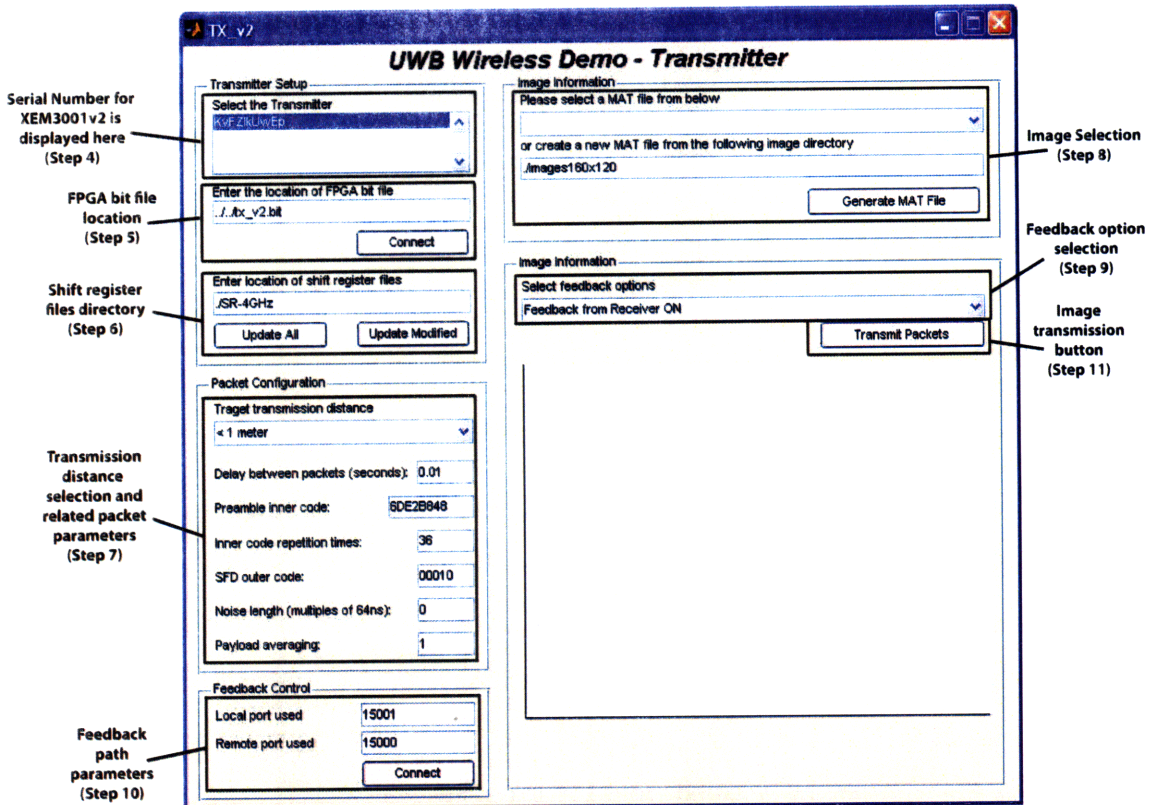 TX_v2
UWB Wireless Demo - Transmitter
Serial Number for
XEM3001v2 is
displayed here
(Step 4)
FPGA bit file
location
(Step 5)
Shift register
files directory
(Step 6)
Transmission
distance
selection and
related packet
parameters
(Step 7)
Feedback
path
parameters
(Step 10)
Transmitter Setup
Select the Transmitter
Enter the location of FPGA bit file
../../tx_v2.bit
Connect
Enter location of shift register files
./SR-4GHz
Update All Update Modified
Packet Configuration
Traget transmission distance
< 1 meter
Delay between packets (seconds): 0.01
Preamble inner code: 6DE2B848
Inner code repetition times: 36
SFD outer code: 00010
Noise length (multiples of 64ns): 0
Payload averaging: 1
Feedback Control
Local port used 15001
Remote port used 15000
Connect
Image Information
Please select a MAT file from below
or create a new MAT file from the following image directory
./images160x120
Generate MAT File
Image Information
Select feedback options
Feedback from Receiver ON
Transmit Packets
Image Selection
(Step 8)
Feedback option
selection
(Step 9)
Image
transmission
button
(Step 11)